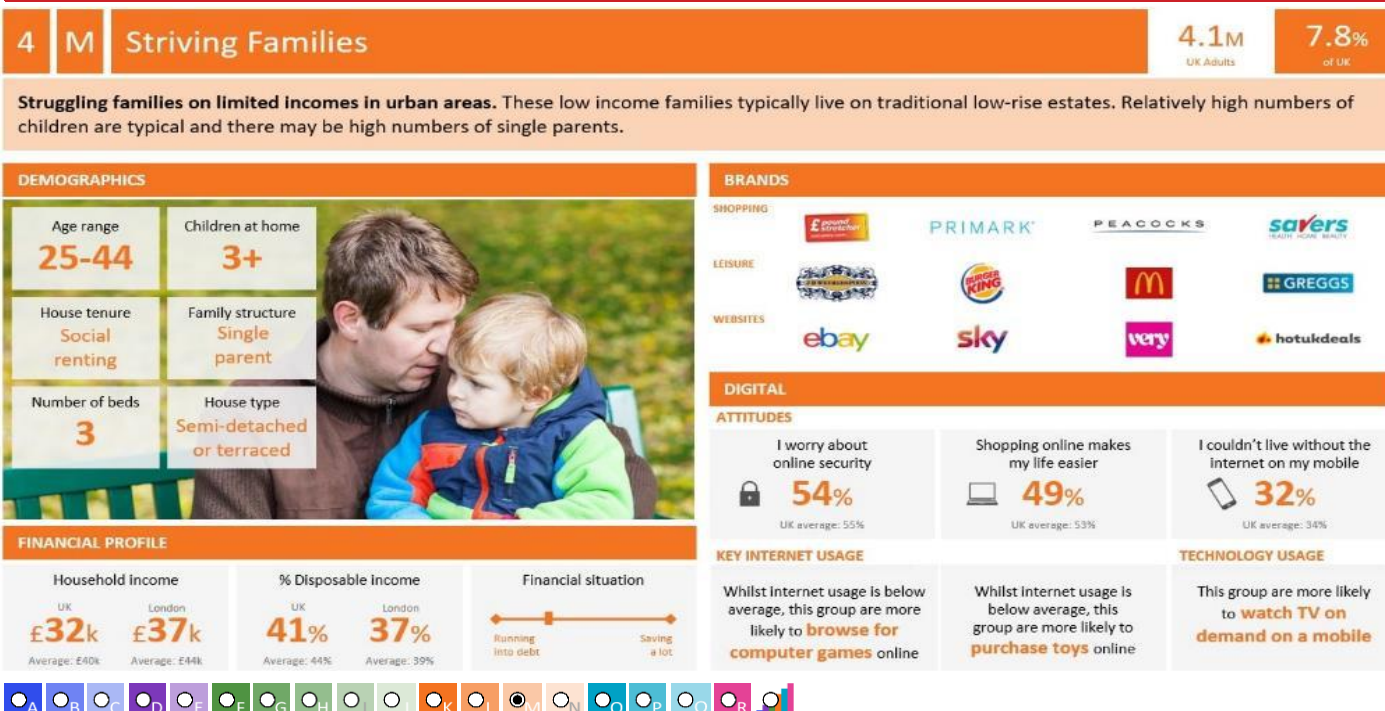 4 M Striving Families
4.1M
UK Adults
7.8%
of UK
Struggling families on limited incomes in urban areas. These low income families typically live on traditional low-rise estates. Relatively high numbers of
children are typical and there may be high numbers of single parents.
DEMOGRAPHICS
Age range
25-44
Children at home
3+
House tenure
Social
renting
Family structure
Single
parent
Number of beds
3
House type
Semi-detached
or terraced
FINANCIAL PROFILE
Household income
UK
£32k
Average: £40k
London
£37k
Average: £44k
% Disposable income
UK
41%
Average: 44%
London
37%
Average: 39%
Financial situation
Running
into debt
Saving
a lot
BRANDS
SHOPPING
£ pound
stretcher
PRIMARK
PEACOCKS
savers
HEALTH HOME BEAUTY
LEISURE
BURGER
KING
GREGGS
WEBSITES
ebay
sky
very
hotukdeals
DIGITAL
ATTITUDES
I worry about
online security
54%
UK average: 55%
Shopping online makes
my life easier
49%
UK average: 53%
I couldn't live without the
internet on my mobile
32%
UK average: 34%
KEY INTERNET USAGE
Whilst internet usage is below
average, this group are more
likely to browse for
computer games online
Whilst internet usage is
below average, this
group are more likely to
purchase toys online
TECHNOLOGY USAGE
This group are more likely
to watch TV on
demand on a mobile
A B C D E F G H I J K L M N O P Q R